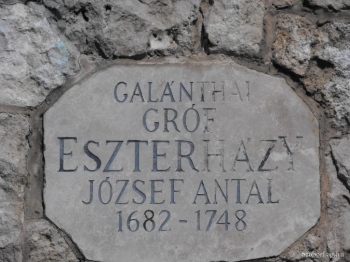 GALÁNTHAI
GRÓF
ESZTERHÁZY
JÓZSEF ANTAL
1682 - 1748